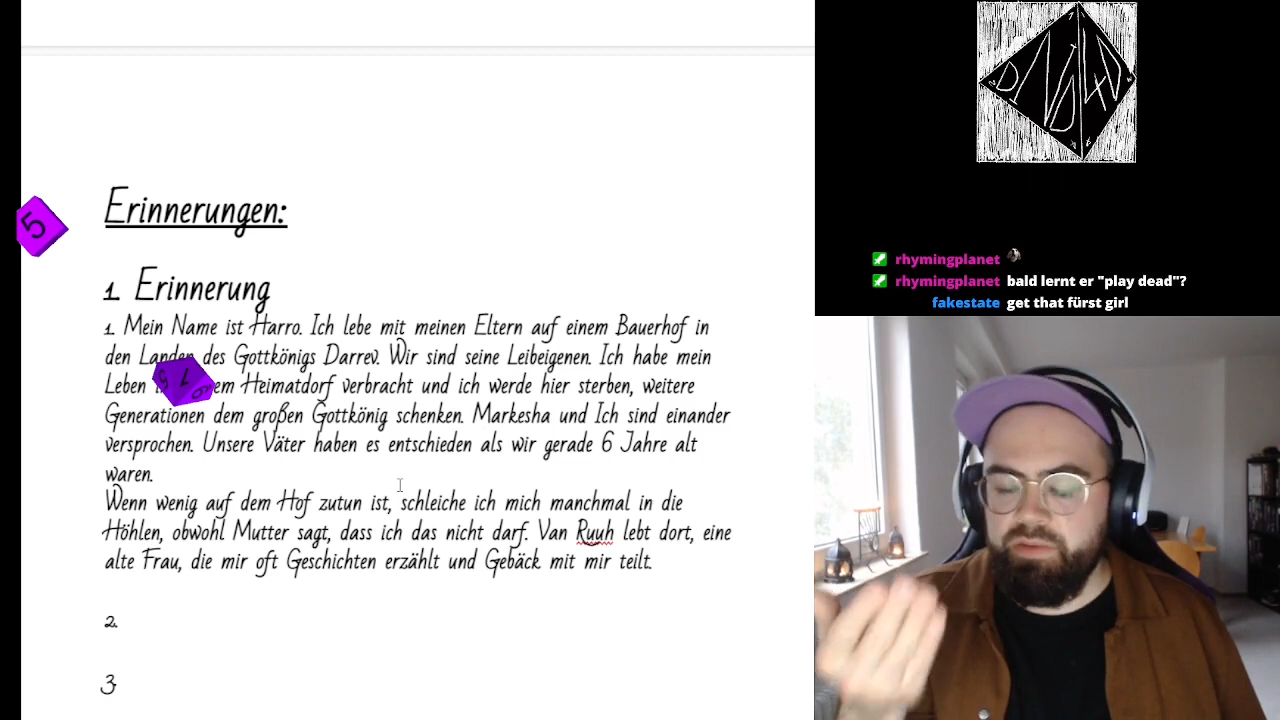 Erinnerungen:
1. Erinnerung
1. Mein Name ist Harro. Ich lebe mit meinen Eltern auf einem Bauerhof in
den Landen des Gottkönigs Darrev. Wir sind seine Leibeigenen. Ich habe mein
Leben Heimatdorf verbracht und ich werde hier sterben, weitere
Generationen dem großen Gottkönig schenken. Markesha und Ich sind einander
versprochen. Unsere Väter haben es entschieden als wir gerade 6 Jahre alt
waren.
Wenn wenig auf dem Hof zutun ist, schleiche ich mich manchmal in die
Höhlen, obwohl Mutter sagt, dass ich das nicht darf. Van Ruuh lebt dort, eine
alte Frau, die mir oft Geschichten erzählt und Gebäck mit mir teilt.
2.
3
5
1
rhymingplanet
rhymingplanet bald lernt er "play dead"?
fakestate get that fürst girl